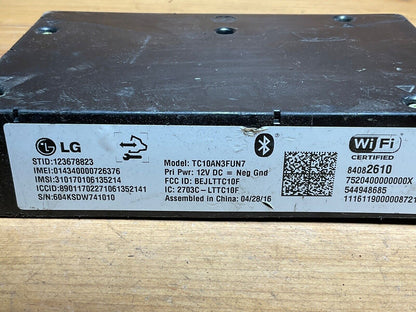 LG
STID:123678823
IMEI:014340000726376
IMSI:310170106135214
ICCID:89011702271061352141
S/N:604KSDW741010
Model: TC10AN3FUN7
Pri Pwr: 12V DC = Neg Gnd
FCC ID: BEJLTTC10F
IC: 2703C-LTTC10F
Assembled in China: 04/28/16
WiFi
CERTIFIED
84082610
7520400000000X
544948685
1116119000008721